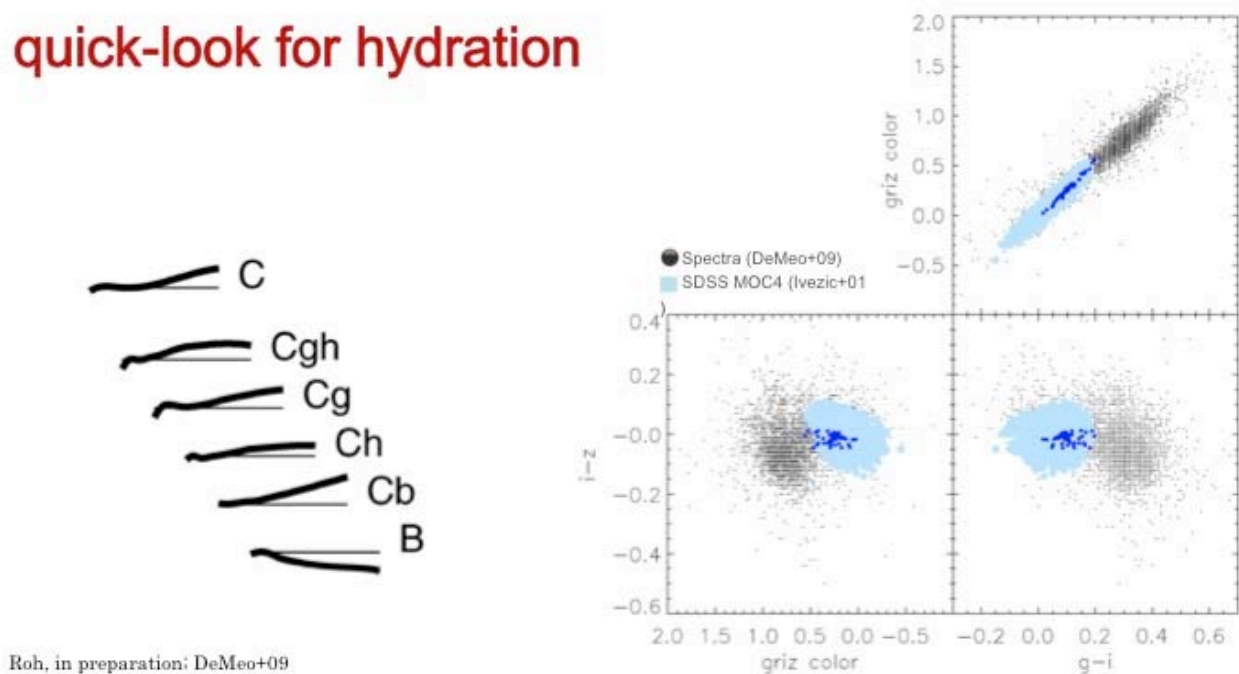 quick-look for hydration
C
Cgh
Cg
Ch
Cb
B
Roh, in preparation; DeMeo+09
2.0
1.5
1.0
0.5
0.0
−0.5
griz color
Spectra (DeMeo+09)
SDSS MOC4 (Ivezic+01
)
0.4
0.2
−0.0
−0.2
−0.4
−0.6
i−z
2.0 1.5 1.0 0.5 0.0 −0.5
griz color
−0.2 0.0 0.2 0.4 0.6
g−i